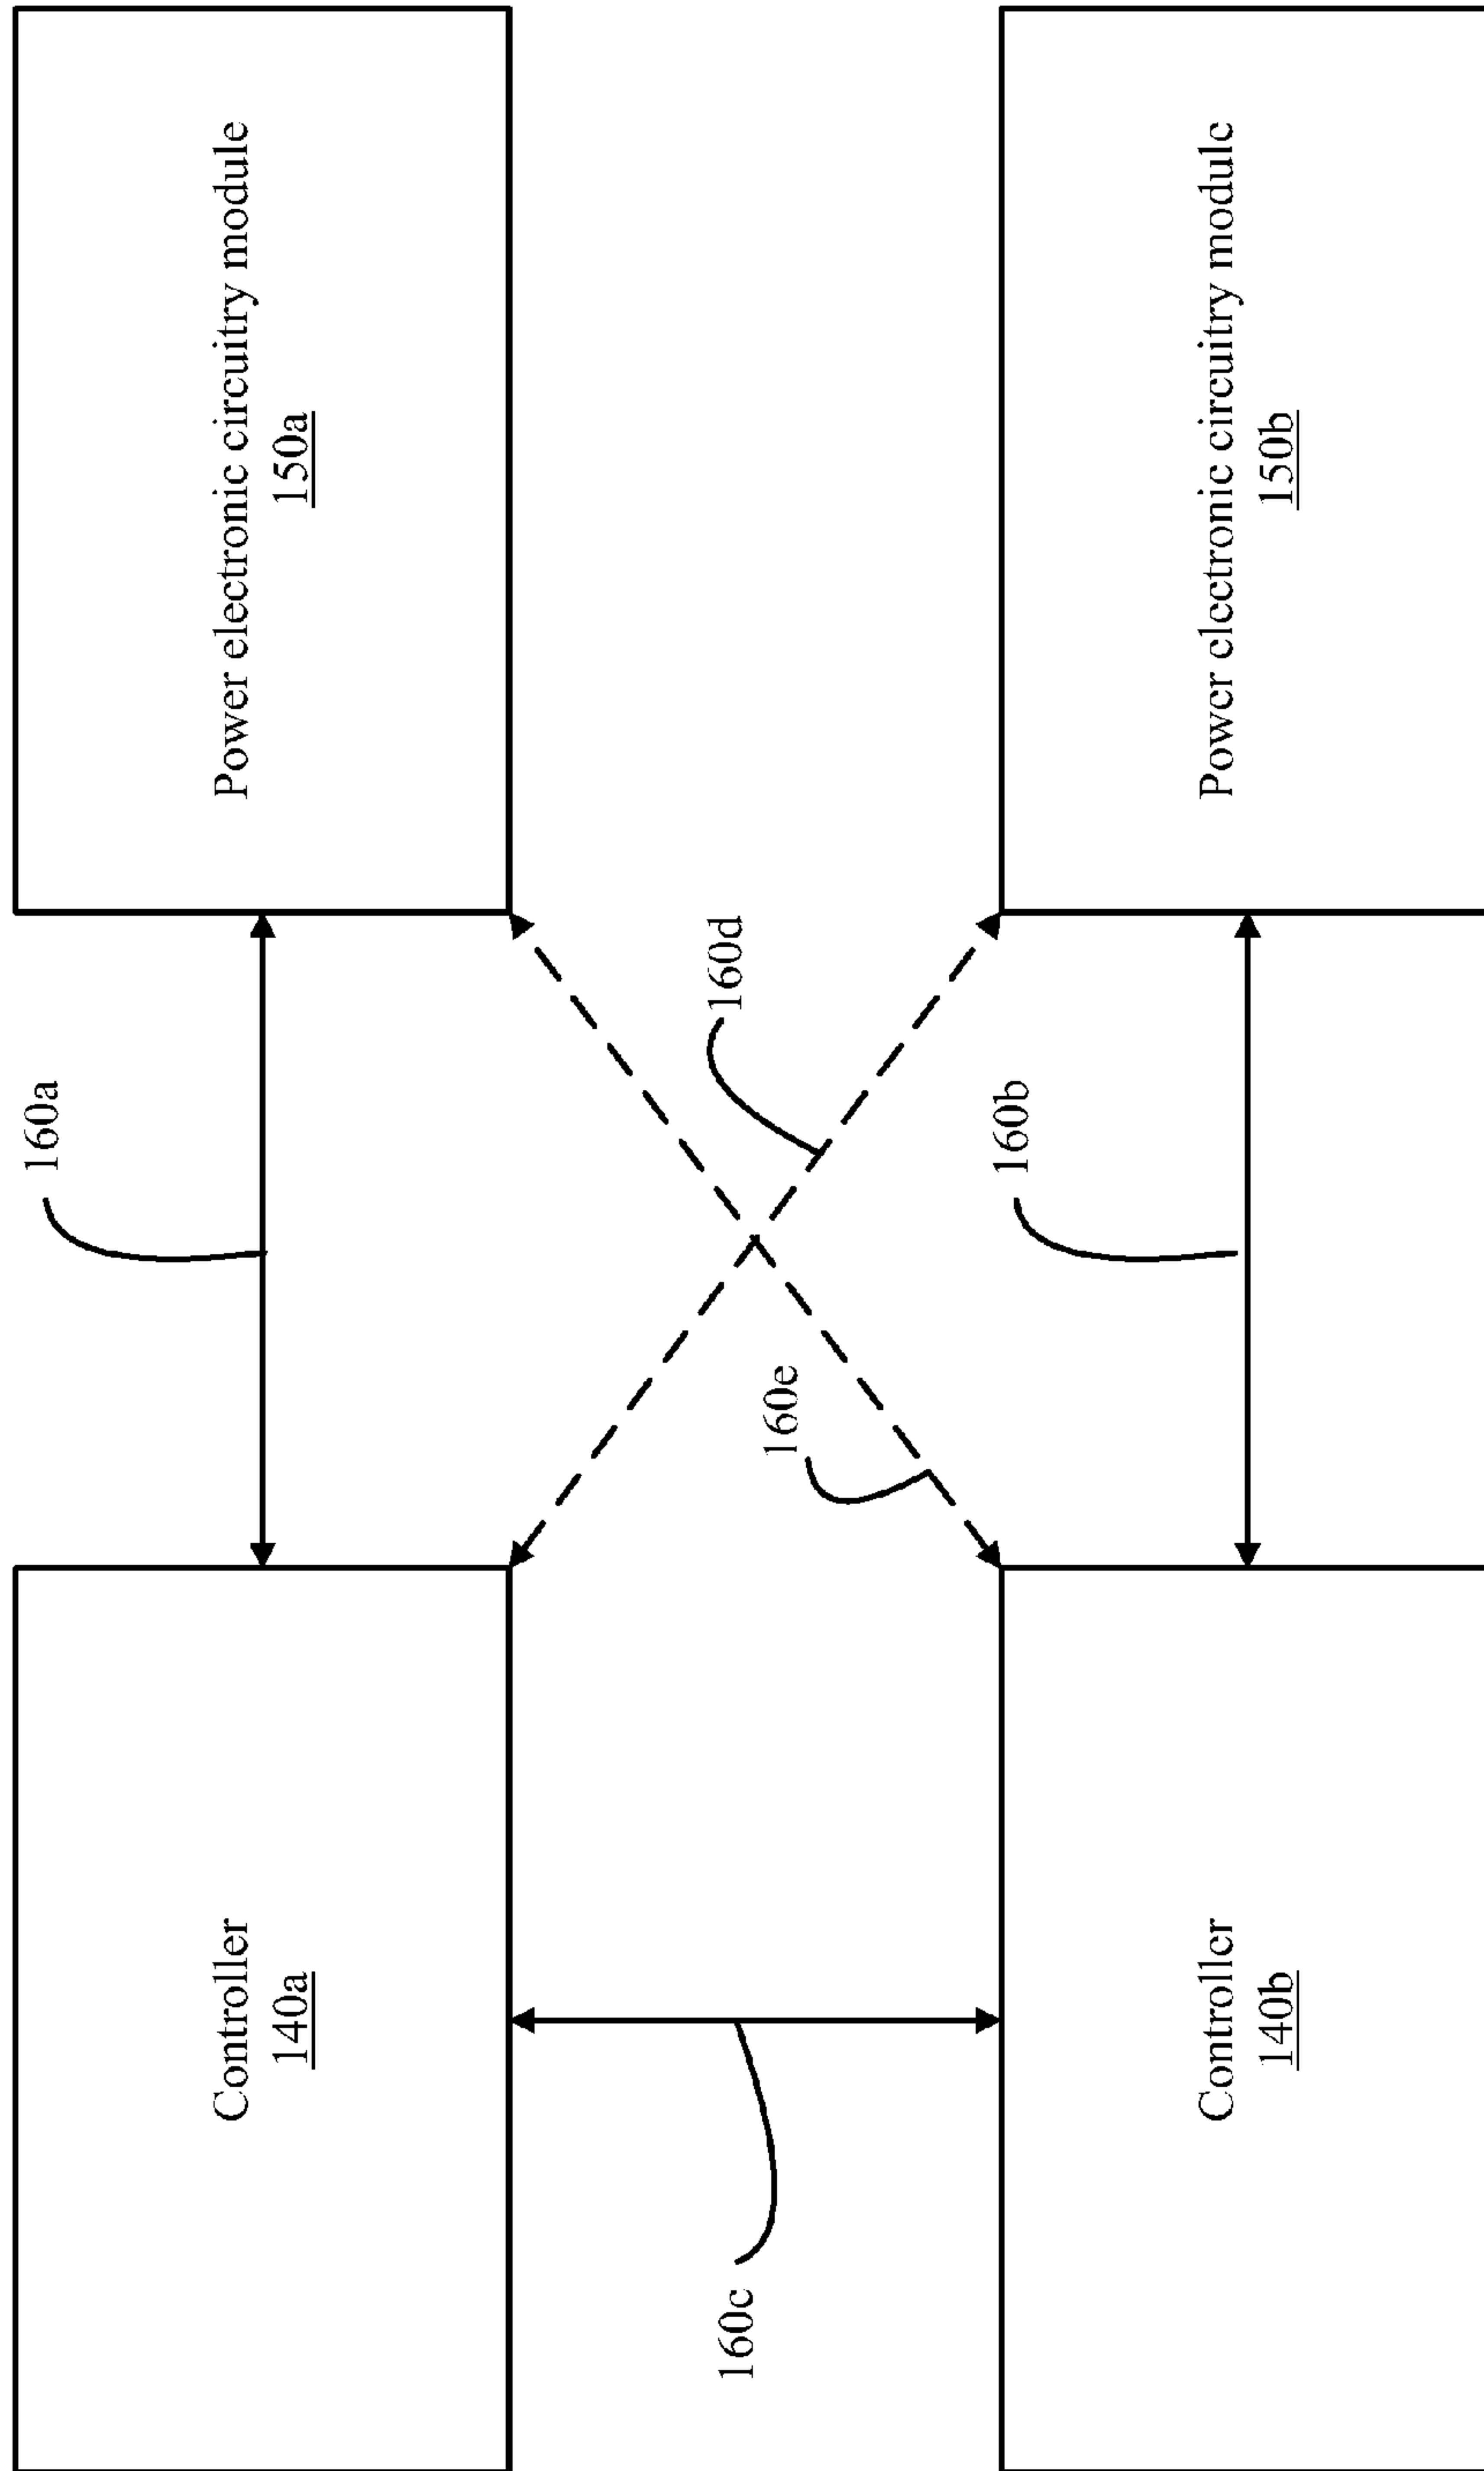 160a
Controller
140a
Power electronic circuitry module
150a
160c
160e
160d
160b
Controller
140b
Power electronic circuitry module
150b